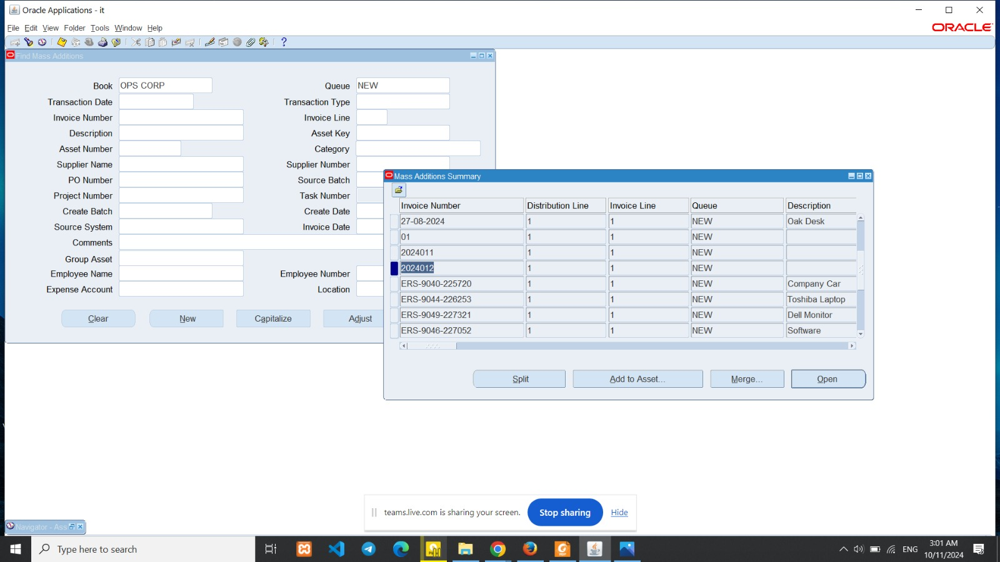 Oracle Applications - it
File Edit View Folder Tools Window Help
ORACLE
Find Mass Additions
Book OPS CORP Queue NEW
Transaction Date Transaction Type
Invoice Number Invoice Line
Description Asset Key
Asset Number Category
Supplier Name Supplier Number
PO Number Source Batch
Project Number Task Number
Create Batch Create Date
Source System Invoice Date
Comments
Group Asset
Employee Name Employee Number
Expense Account Location
Clear New Capitalize Adjust
Mass Additions Summary
Invoice Number Distribution Line Invoice Line Queue Description
27-08-2024 1 1 NEW Oak Desk
01 1 1 NEW
2024011 1 1 NEW
2024012 1 1 NEW
ERS-9040-225720 1 1 NEW Company Car
ERS-9044-226253 1 1 NEW Toshiba Laptop
ERS-9049-227321 1 1 NEW Dell Monitor
ERS-9046-227052 1 1 NEW Software
Split Add to Asset... Merge... Open
teams.live.com is sharing your screen. Stop sharing Hide
Navigator - Ass
Type here to search
ENG
3:01 AM
10/11/2024